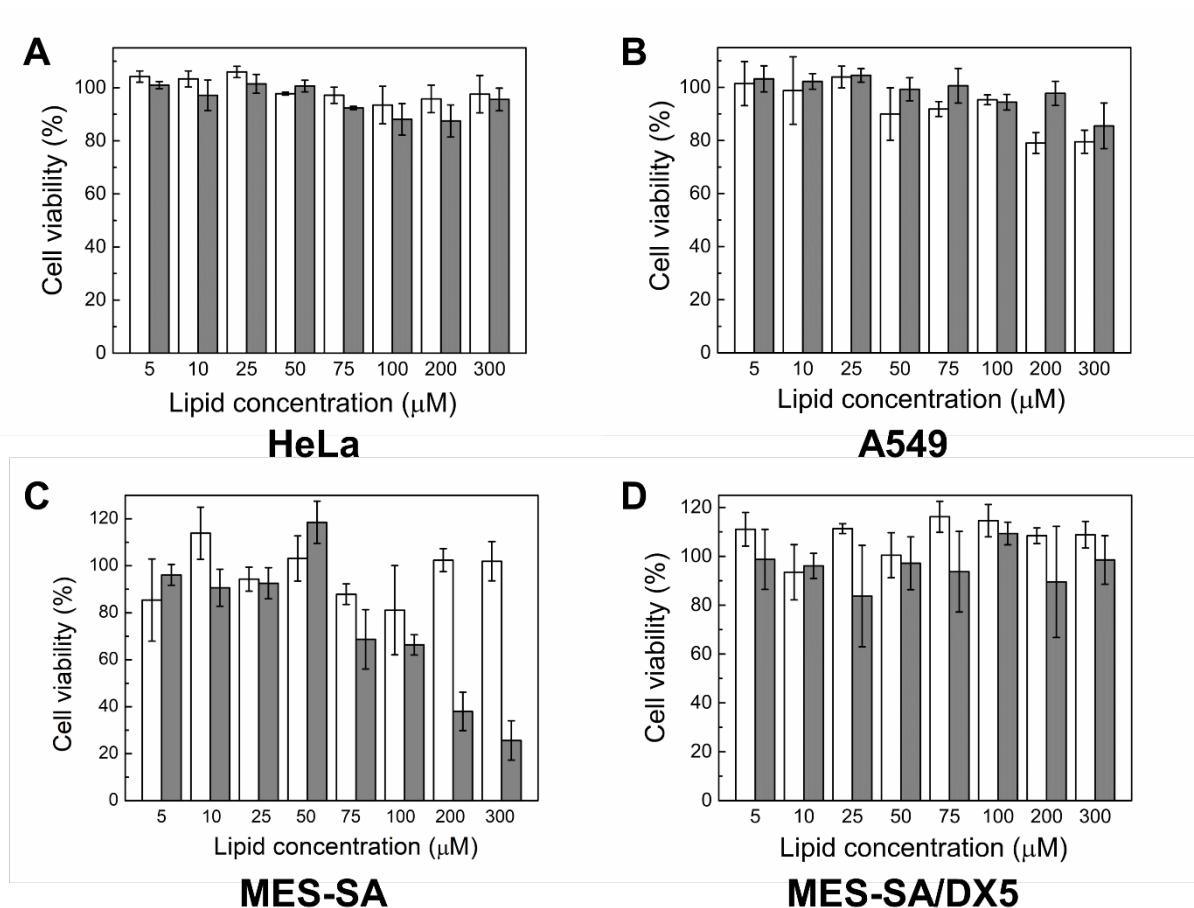 A
Cell viability (%)
100
80
60
40
20
0
5 10 25 50 75 100 200 300
Lipid concentration (μM)
HeLa
B
Cell viability (%)
100
80
60
40
20
0
5 10 25 50 75 100 200 300
Lipid concentration (μM)
A549
C
Cell viability (%)
120
100
80
60
40
20
0
5 10 25 50 75 100 200 300
Lipid concentration (μM)
MES-SA
D
Cell viability (%)
120
100
80
60
40
20
0
5 10 25 50 75 100 200 300
Lipid concentration (μM)
MES-SA/DX5